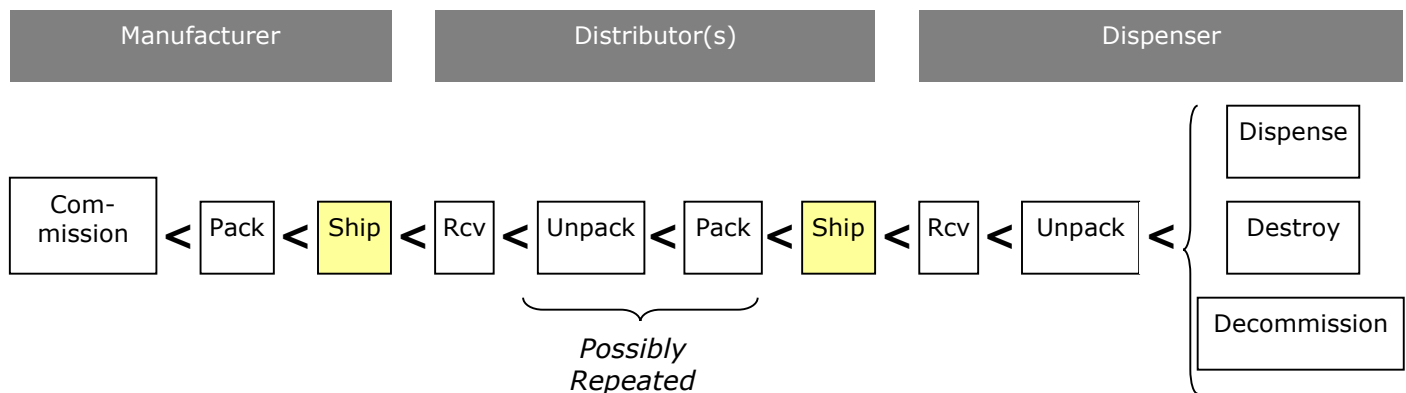 Manufacturer
Distributor(s)
Dispenser
Com-
mission
<
Pack
<
Ship
<
Rcv
<
Unpack
<
Pack
<
Ship
<
Rcv
<
Unpack
<
Dispense
Destroy
Decommission
Possibly
Repeated